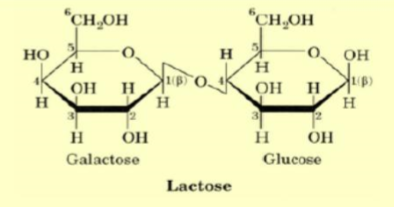 6CH₂OH 6CH₂OH
HO 5 O H 5 O OH
4 H 1(β) O 4 H 1(β)
OH H OH H
H H H
3 2 3 2
H OH H OH
Galactose Glucose
Lactose